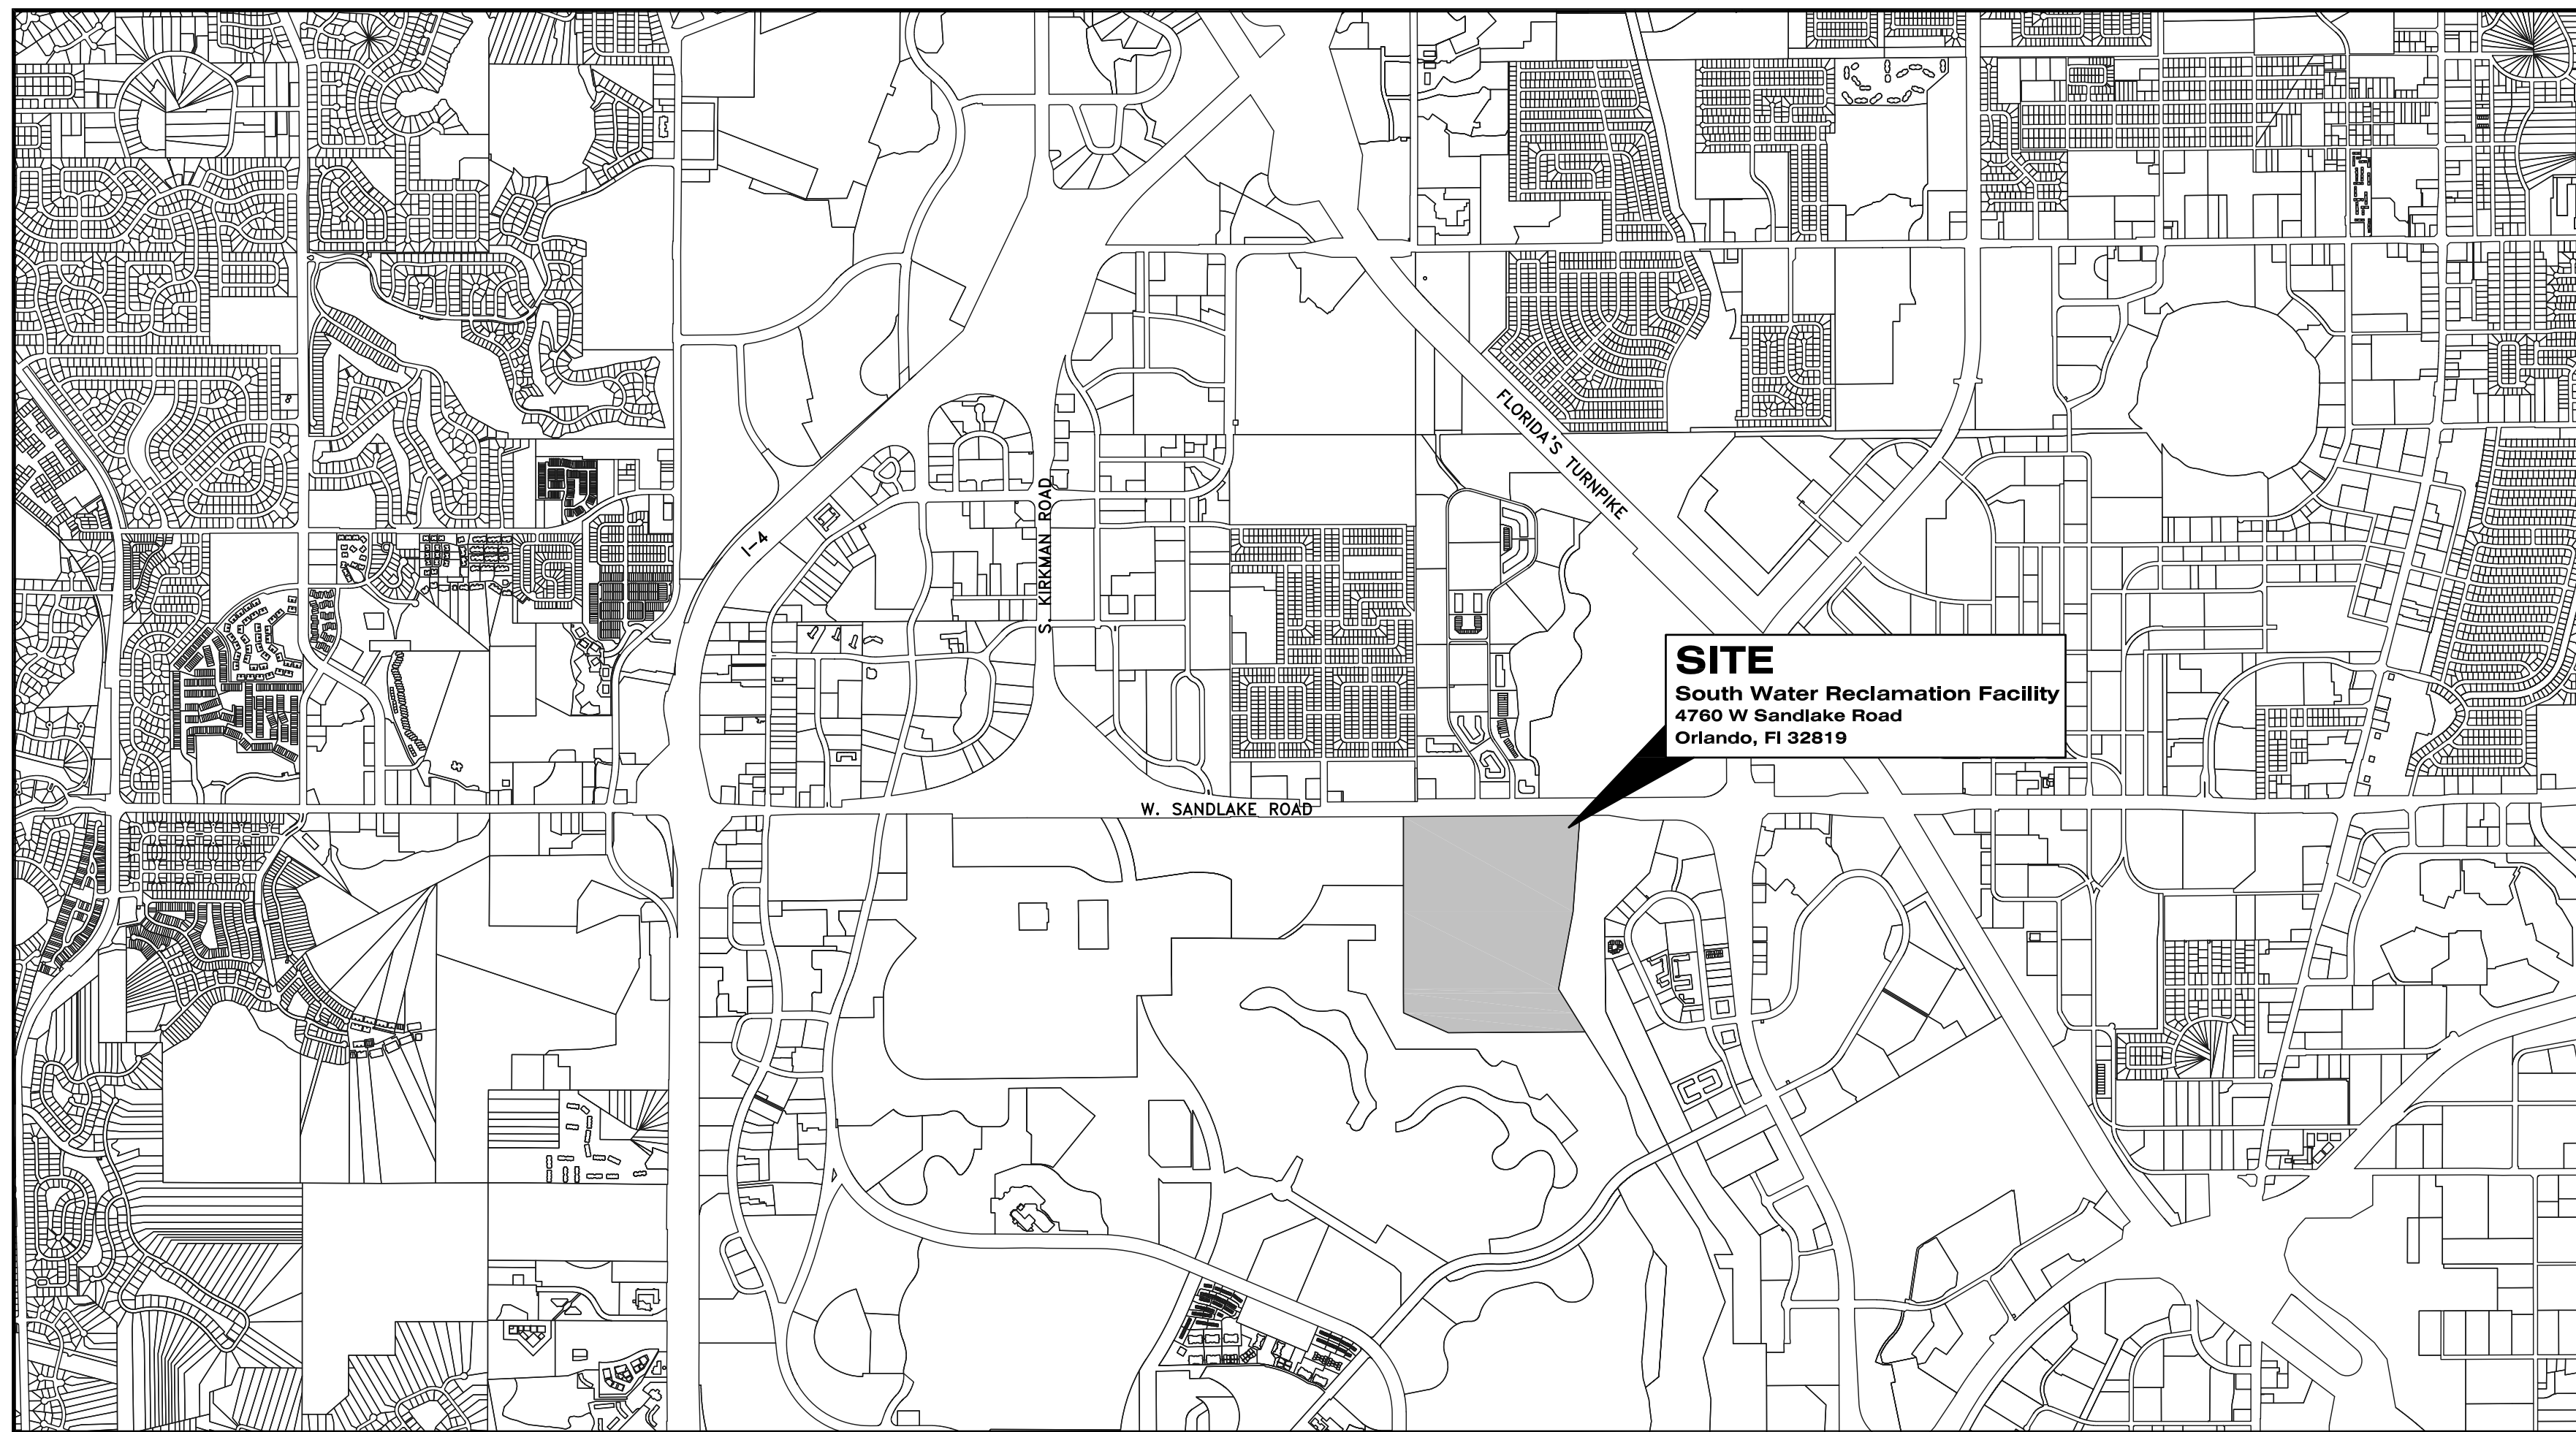 FLORIDA'S TURNPIKE
S. KIRKMAN ROAD
I-4
SITE
South Water Reclamation Facility
4760 W Sandlake Road
Orlando, Fl 32819
W. SANDLAKE ROAD